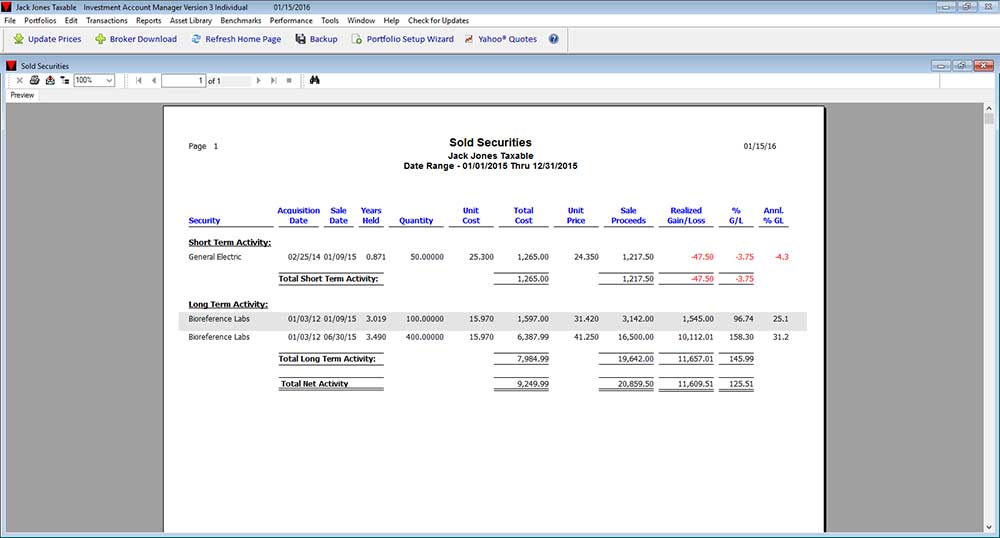 Jack Jones Taxable Investment Account Manager Version 3 Individual 01/15/2016
File Portfolios Edit Transactions Reports Asset Library Benchmarks Performance Tools Window Help Check for Updates
Update Prices Broker Download Refresh Home Page Backup Portfolio Setup Wizard Yahoo® Quotes ?
Sold Securities
100% 1 of 1
Preview
Page 1 Sold Securities 01/15/16
Jack Jones Taxable
Date Range - 01/01/2015 Thru 12/31/2015
Acquisition Sale Years Unit Total Unit Sale Realized % Annl.
Security Date Date Held Quantity Cost Cost Price Proceeds Gain/Loss G/L % GL
Short Term Activity:
General Electric 02/25/14 01/09/15 0.871 50.00000 25.300 1,265.00 24.350 1,217.50 -47.50 -3.75 -4.3
Total Short Term Activity: 1,265.00 1,217.50 -47.50 -3.75
Long Term Activity:
Bioreference Labs 01/03/12 01/09/15 3.019 100.00000 15.970 1,597.00 31.420 3,142.00 1,545.00 96.74 25.1
Bioreference Labs 01/03/12 06/30/15 3.490 400.00000 15.970 6,387.99 41.250 16,500.00 10,112.01 158.30 31.2
Total Long Term Activity: 7,984.99 19,642.00 11,657.01 145.99
Total Net Activity 9,249.99 20,859.50 11,609.51 125.51